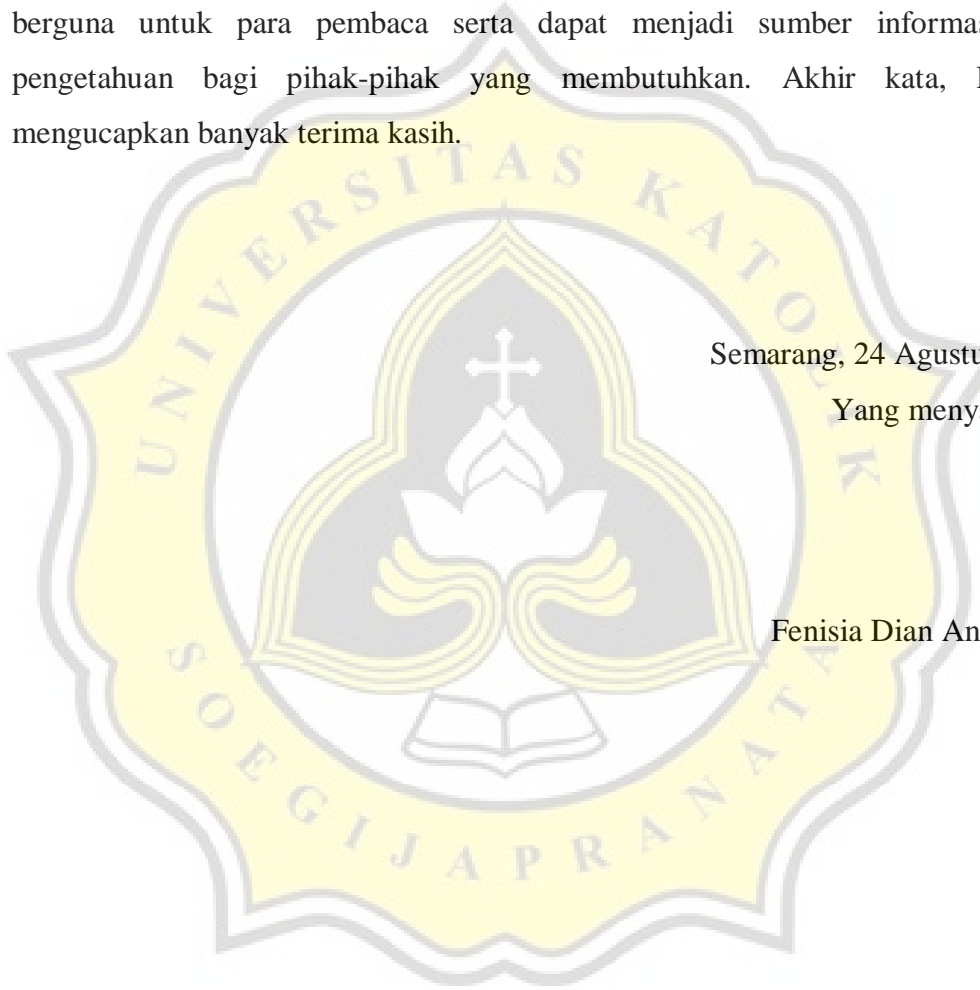 berguna untuk para pembaca serta dapat menjadi sumber informas
pengetahuan bagi pihak-pihak yang membutuhkan. Akhir kata,
mengucapkan banyak terima kasih.
UNIVERSITAS KATOLIK
Semarang, 24 Agustu
Yang meny
Fenisia Dian An
SOEGIJAPRANATA